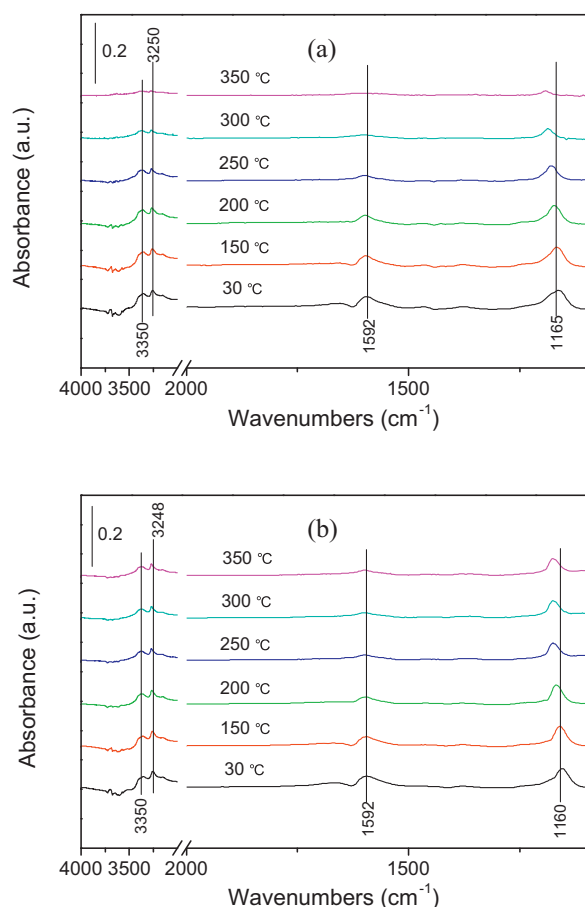 0.2
3250
(a)
350 ℃
300 ℃
250 ℃
200 ℃
150 ℃
30 ℃
3350
1592
1165
Absorbance (a.u.)
4000 3500 2000 1500
Wavenumbers (cm⁻¹)
0.2
3248
(b)
350 ℃
300 ℃
250 ℃
200 ℃
150 ℃
30 ℃
3350
1592
1160
Absorbance (a.u.)
4000 3500 2000 1500
Wavenumbers (cm⁻¹)